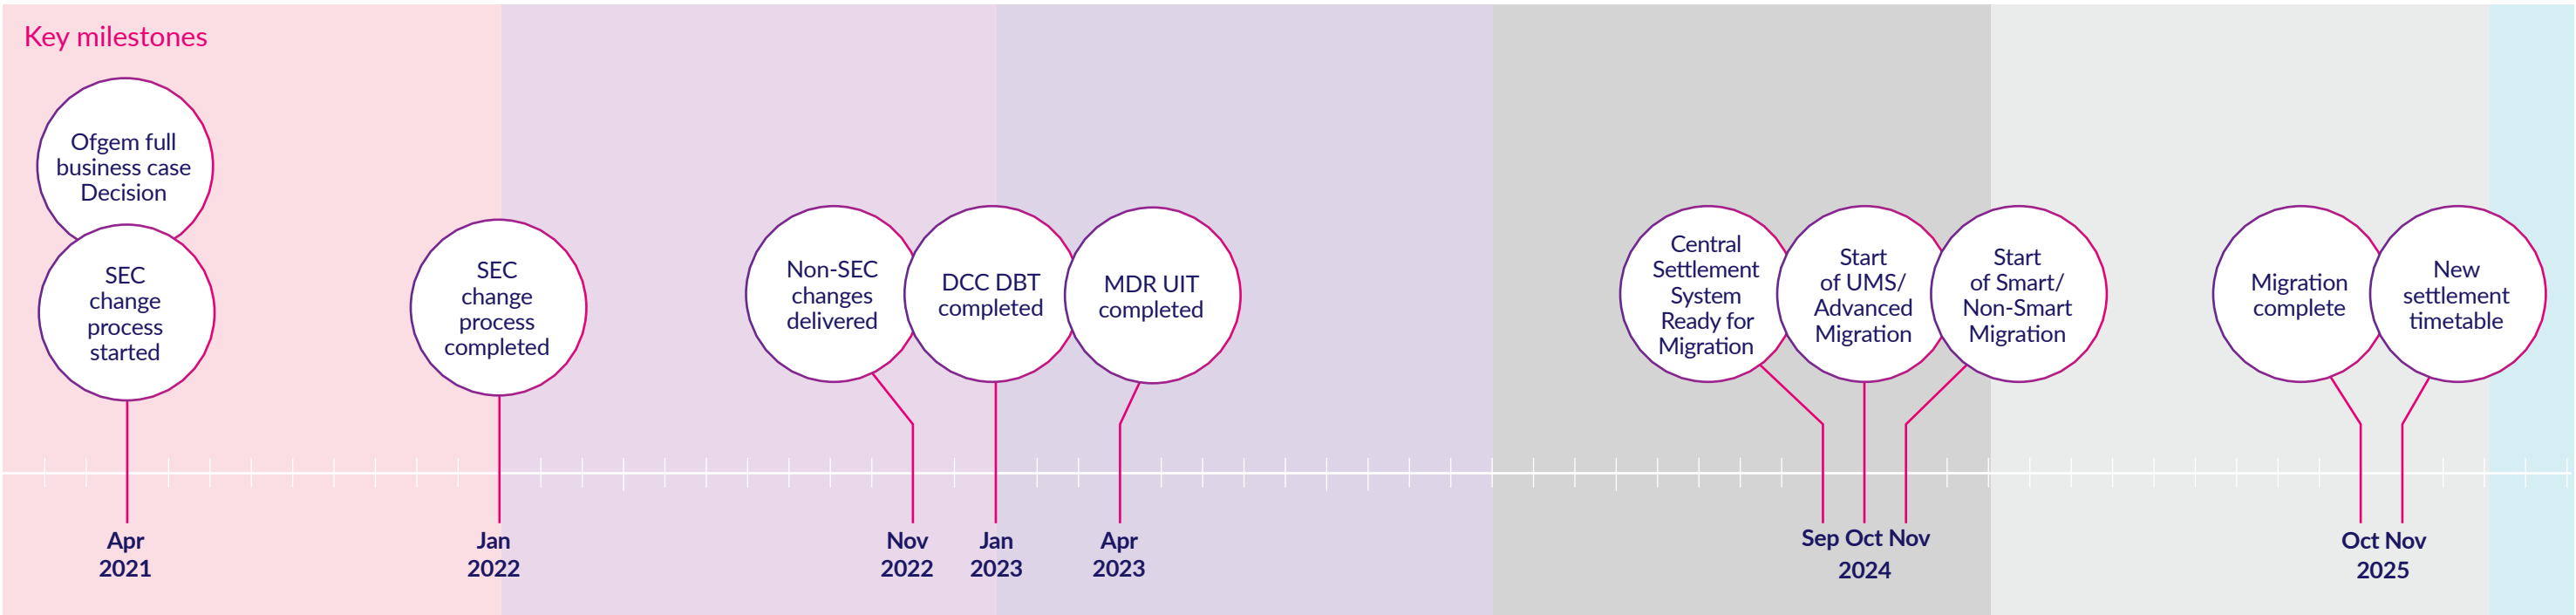 Key milestones
Ofgem full
business case
Decision
SEC
change
process
started
SEC
change
process
completed
Non-SEC
changes
delivered
DCC DBT
completed
MDR UIT
completed
Central
Settlement
System
Ready for
Migration
Start
of UMS/
Advanced
Migration
Start
of Smart/
Non-Smart
Migration
Migration
complete
New
settlement
timetable
Apr
2021
Jan
2022
Nov
2022
Jan
2023
Apr
2023
Sep Oct Nov
2024
Oct Nov
2025